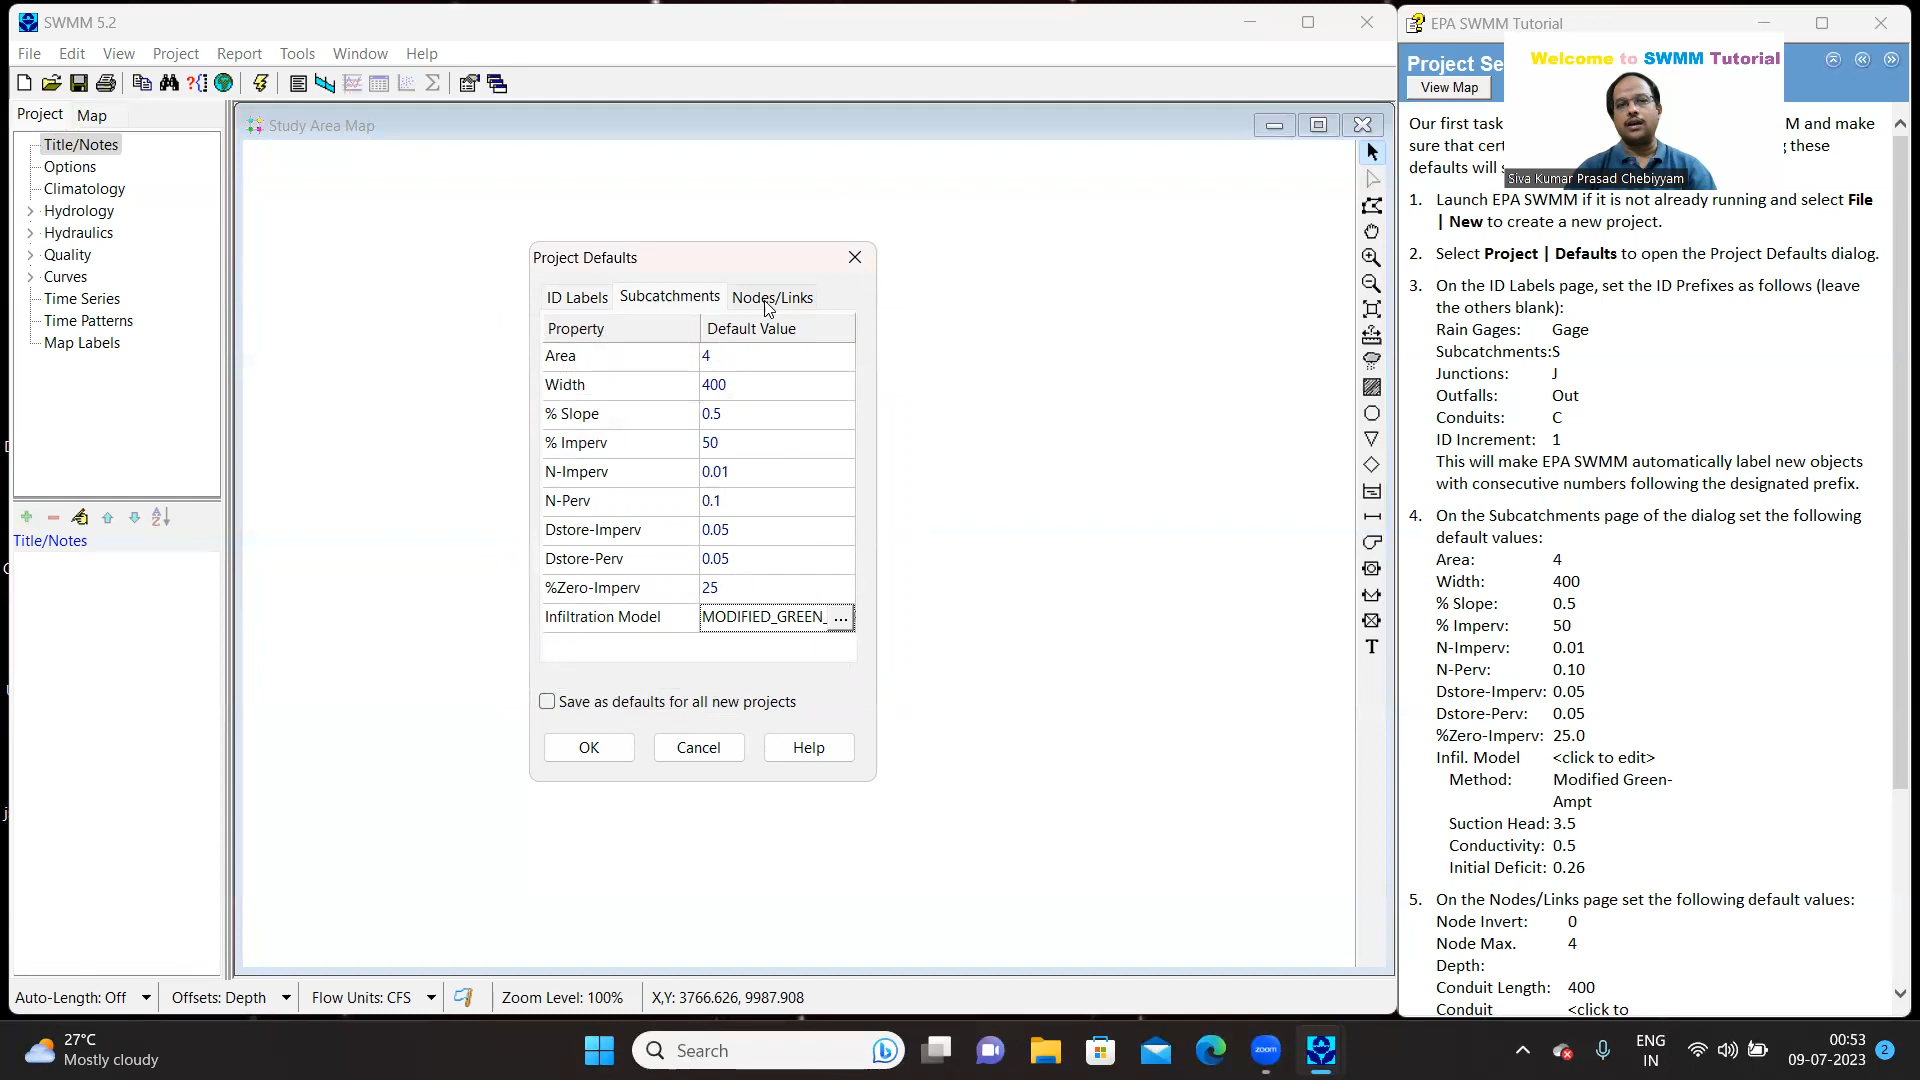 SWMM 5.2
File Edit View Project Report Tools Window Help
Project Map
Title/Notes
Options
Climatology
Hydrology
Hydraulics
Quality
Curves
Time Series
Time Patterns
Map Labels
Title/Notes
Study Area Map
Project Defaults
ID Labels Subcatchments Nodes/Links
Property Default Value
Area 4
Width 400
% Slope 0.5
% Imperv 50
N-Imperv 0.01
N-Perv 0.1
Dstore-Imperv 0.05
Dstore-Perv 0.05
%Zero-Imperv 25
Infiltration Model MODIFIED_GREEN_ ...
Save as defaults for all new projects
OK Cancel Help
Auto-Length: Off Offsets: Depth Flow Units: CFS Zoom Level: 100% X,Y: 3766.626, 9987.908
EPA SWMM Tutorial
Welcome to SWMM Tutorial
Project Se
View Map
Siva Kumar Prasad Chebiyyam
Our first task M and make
sure that cert these
defaults will
1. Launch EPA SWMM if it is not already running and select File
| New to create a new project.
2. Select Project | Defaults to open the Project Defaults dialog.
3. On the ID Labels page, set the ID Prefixes as follows (leave
the others blank):
Rain Gages: Gage
Subcatchments:S
Junctions: J
Outfalls: Out
Conduits: C
ID Increment: 1
This will make EPA SWMM automatically label new objects
with consecutive numbers following the designated prefix.
4. On the Subcatchments page of the dialog set the following
default values:
Area: 4
Width: 400
% Slope: 0.5
% Imperv: 50
N-Imperv: 0.01
N-Perv: 0.10
Dstore-Imperv: 0.05
Dstore-Perv: 0.05
%Zero-Imperv: 25.0
Infil. Model <click to edit>
Method: Modified Green-
Ampt
Suction Head: 3.5
Conductivity: 0.5
Initial Deficit: 0.26
5. On the Nodes/Links page set the following default values:
Node Invert: 0
Node Max. 4
Depth:
Conduit Length: 400
Conduit <click to
27°C
Mostly cloudy
Search
zoom
ENG
IN
00:53
09-07-2023
2